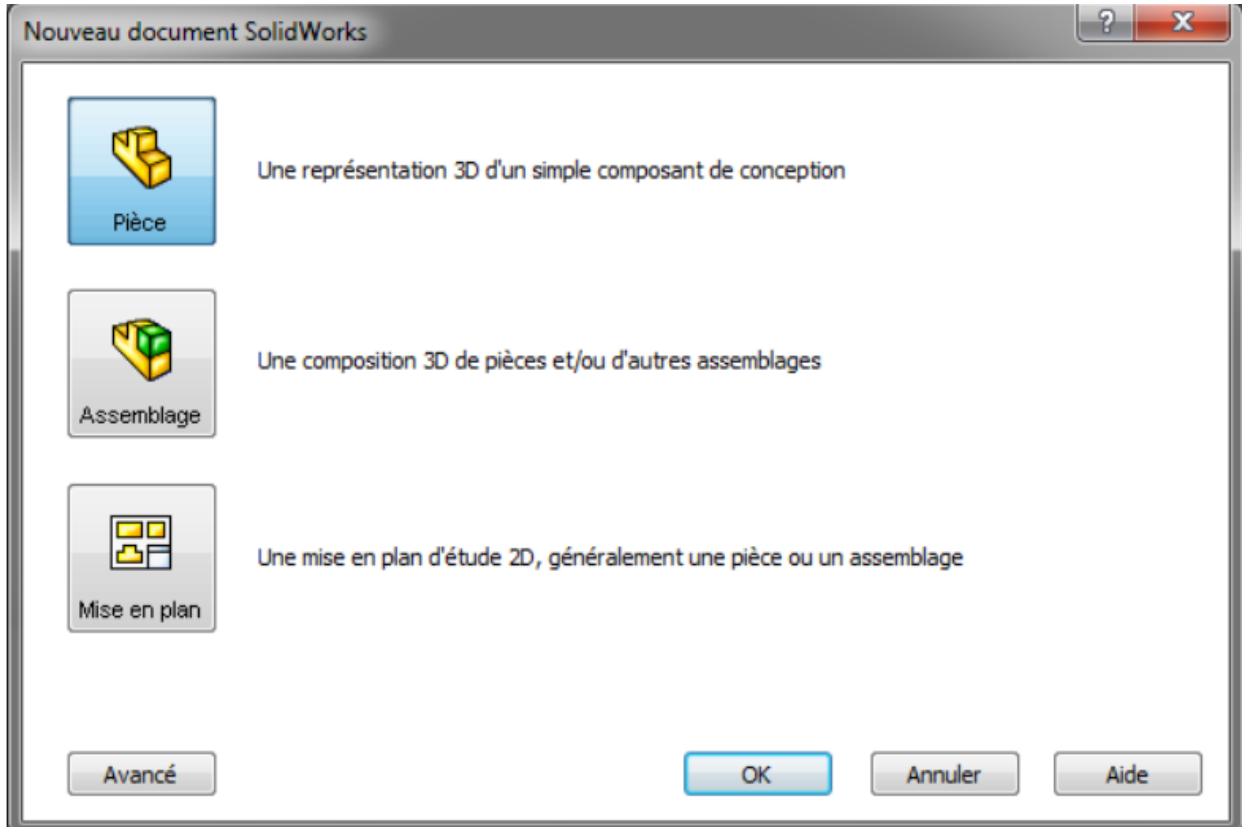 Nouveau document SolidWorks
?
X
Pièce
Une représentation 3D d'un simple composant de conception
Assemblage
Une composition 3D de pièces et/ou d'autres assemblages
Mise en plan
Une mise en plan d'étude 2D, généralement une pièce ou un assemblage
Avancé
OK
Annuler
Aide